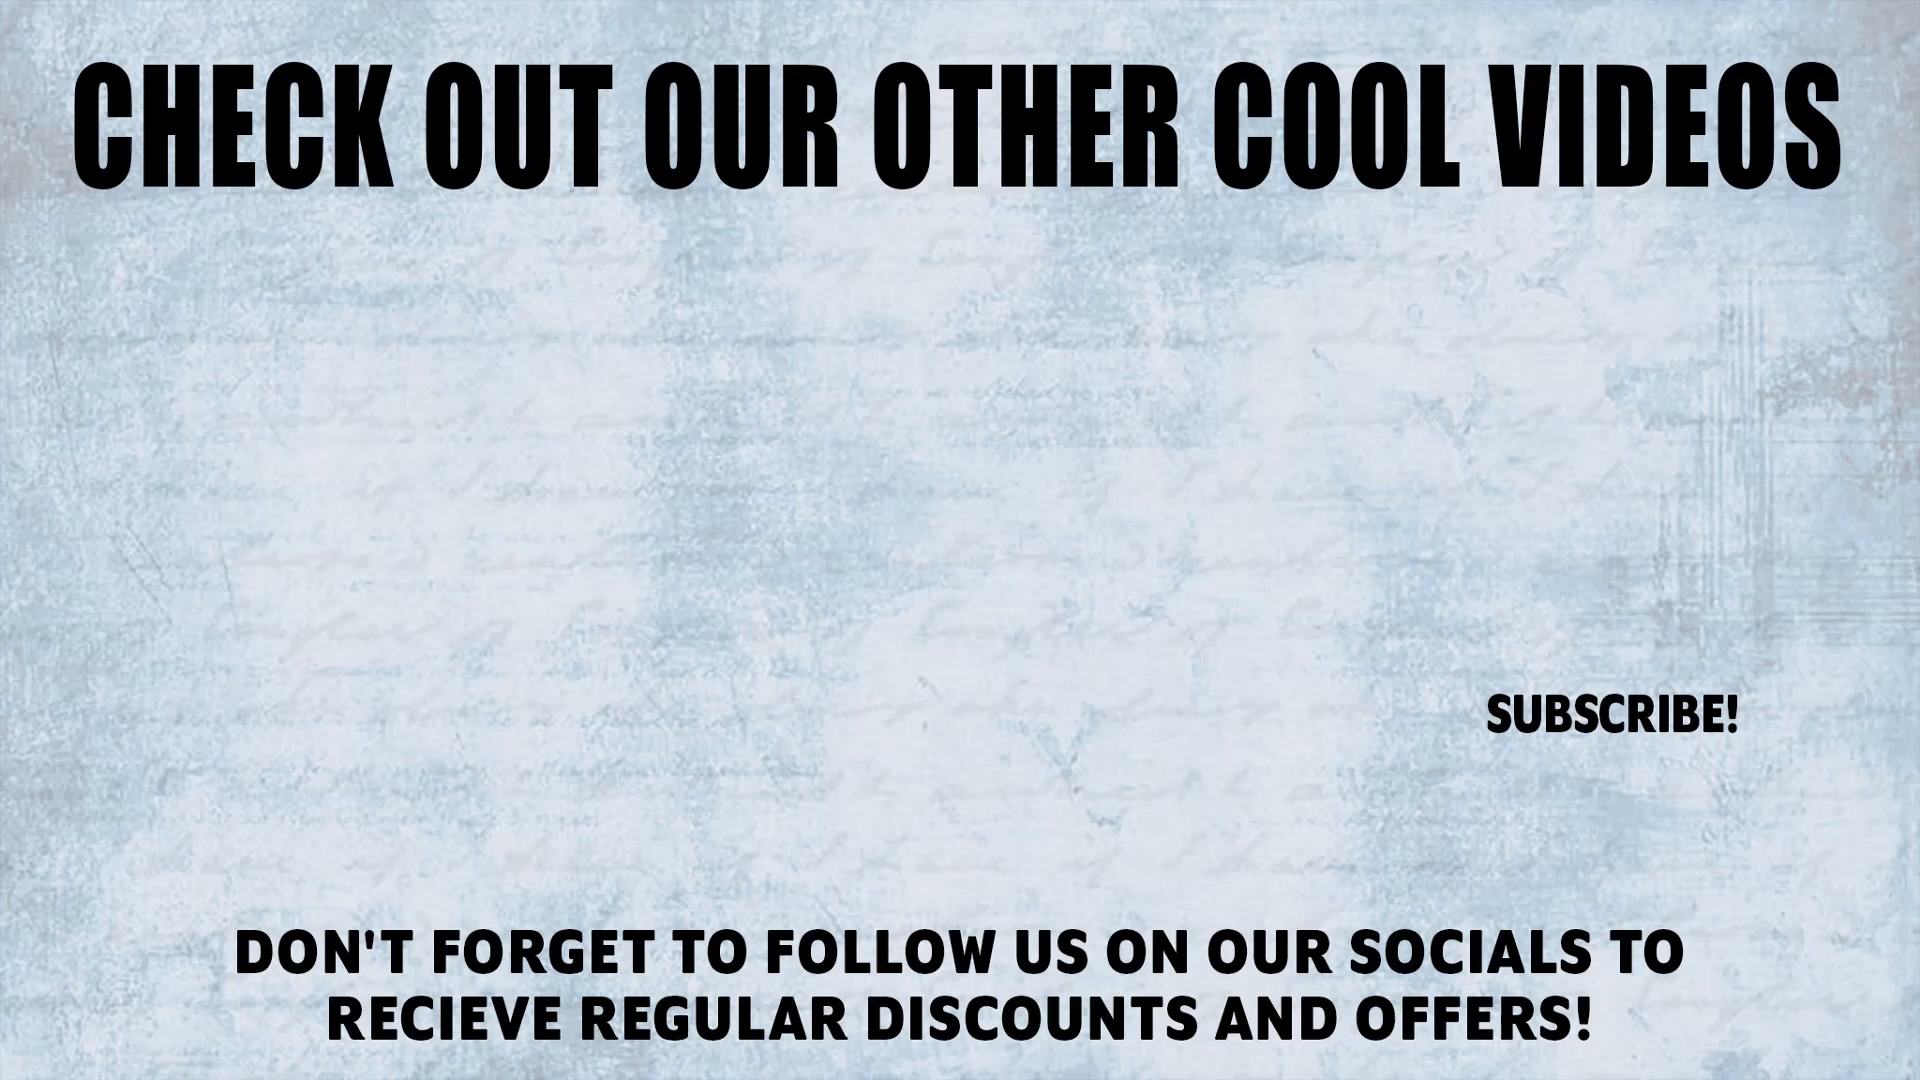 CHECK OUT OUR OTHER COOL VIDEOS
SUBSCRIBE!
DON'T FORGET TO FOLLOW US ON OUR SOCIALS TO
RECIEVE REGULAR DISCOUNTS AND OFFERS!